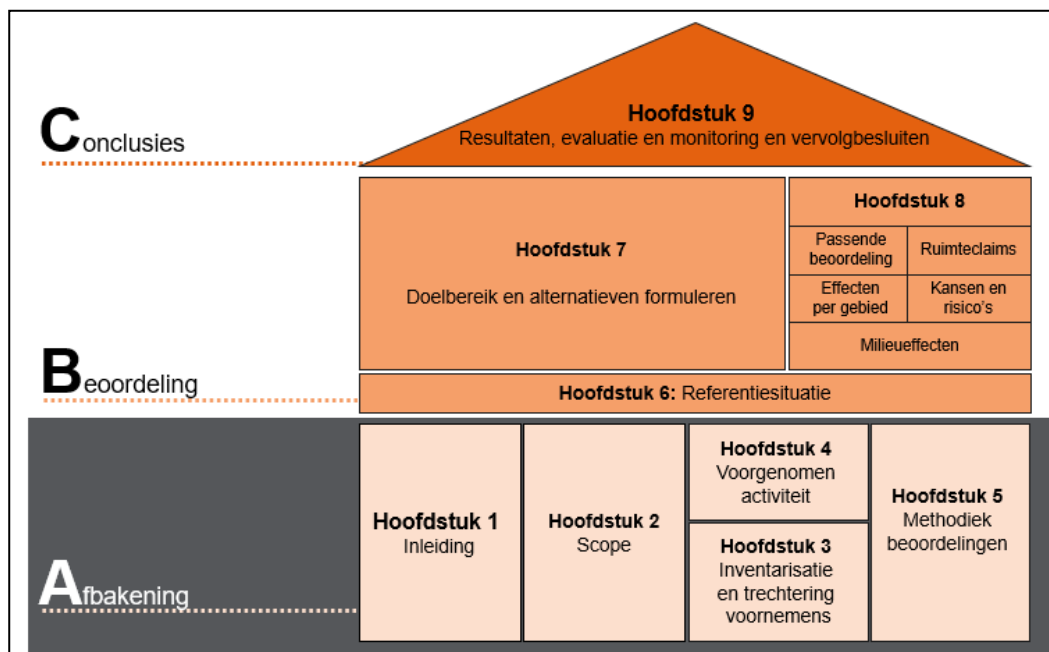 Hoofdstuk 9
Resultaten, evaluatie en monitoring en vervolgbesluiten
Conclusies
Hoofdstuk 7
Doelbereik en alternatieven formuleren
Hoofdstuk 8
Passende
beoordeling
Ruimteclaims
Effecten
per gebied
Kansen en
risico's
Milieueffecten
Beoordeling
Hoofdstuk 6: Referentiesituatie
Afbakening
Hoofdstuk 1
Inleiding
Hoofdstuk 2
Scope
Hoofdstuk 4
Voorgenomen
activiteit
Hoofdstuk 3
Inventarisatie
en trechtering
voornemens
Hoofdstuk 5
Methodiek
beoordelingen